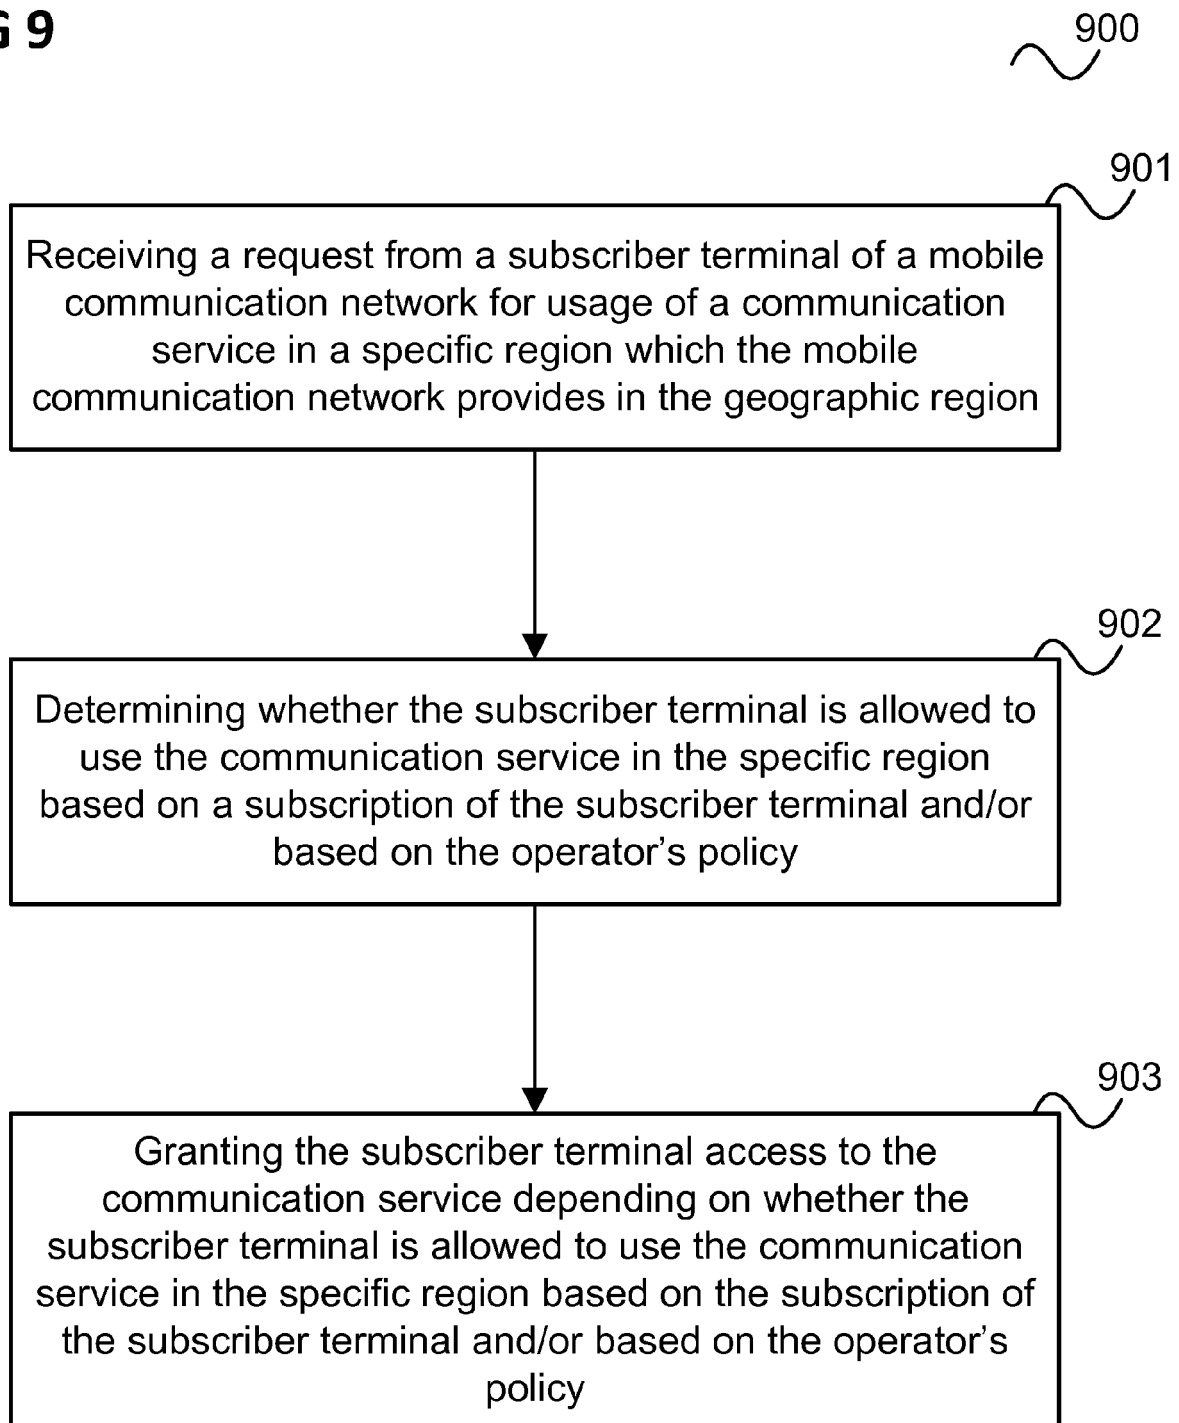 G 9
900
901
Receiving a request from a subscriber terminal of a mobile
communication network for usage of a communication
service in a specific region which the mobile
communication network provides in the geographic region
902
Determining whether the subscriber terminal is allowed to
use the communication service in the specific region
based on a subscription of the subscriber terminal and/or
based on the operator’s policy
903
Granting the subscriber terminal access to the
communication service depending on whether the
subscriber terminal is allowed to use the communication
service in the specific region based on the subscription of
the subscriber terminal and/or based on the operator’s
policy